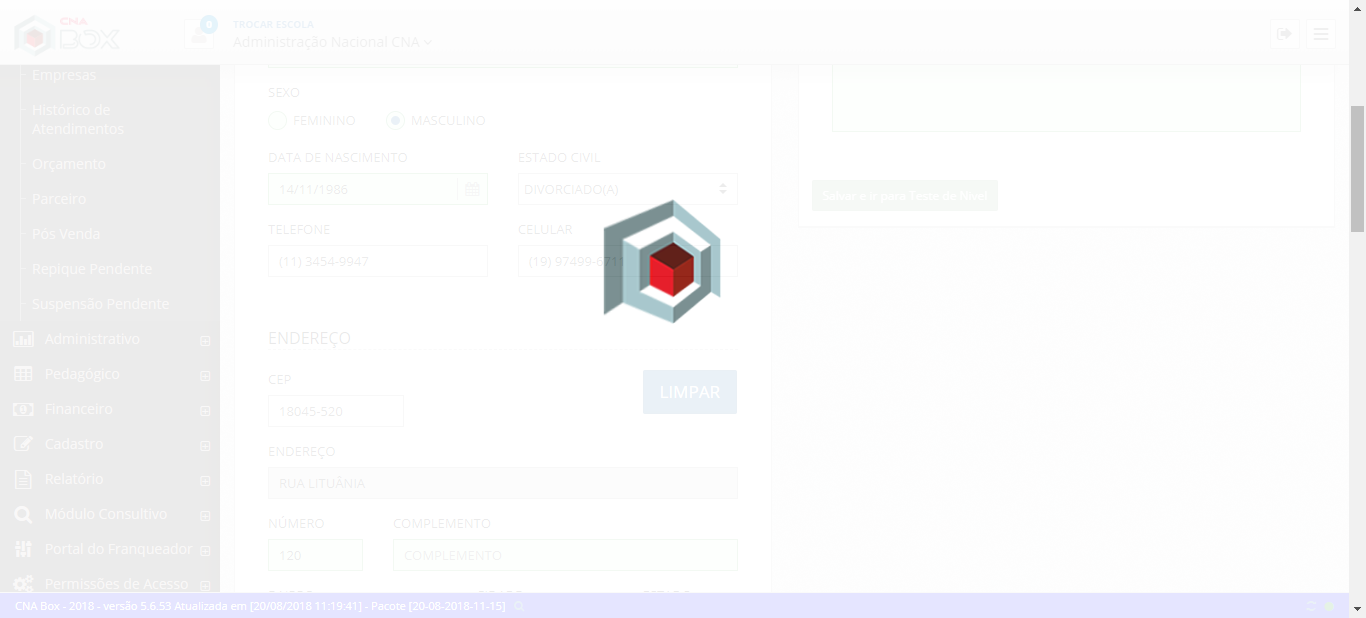 CNA
BOX
0
TROCAR ESCOLA
Administração Nacional CNA
Empresas
Histórico de
Atendimentos
Orçamento
Parceiro
Pós Venda
Repique Pendente
Suspensão Pendente
Administrativo
Pedagógico
Financeiro
Cadastro
Relatório
Módulo Consultivo
Portal do Franqueador
Permissões de Acesso
SEXO
FEMININO MASCULINO
DATA DE NASCIMENTO ESTADO CIVIL
14/11/1986 DIVORCIADO(A)
TELEFONE CELULAR
(11) 3454-9947 (19) 97499-6711
ENDEREÇO
CEP
LIMPAR
18045-520
ENDEREÇO
RUA LITUÂNIA
NÚMERO COMPLEMENTO
120 COMPLEMENTO
Salvar e ir para Teste de Nível
CNA Box - 2018 - versão 5.6.53 Atualizada em [20/08/2018 11:19:41] - Pacote [20-08-2018-11-15]